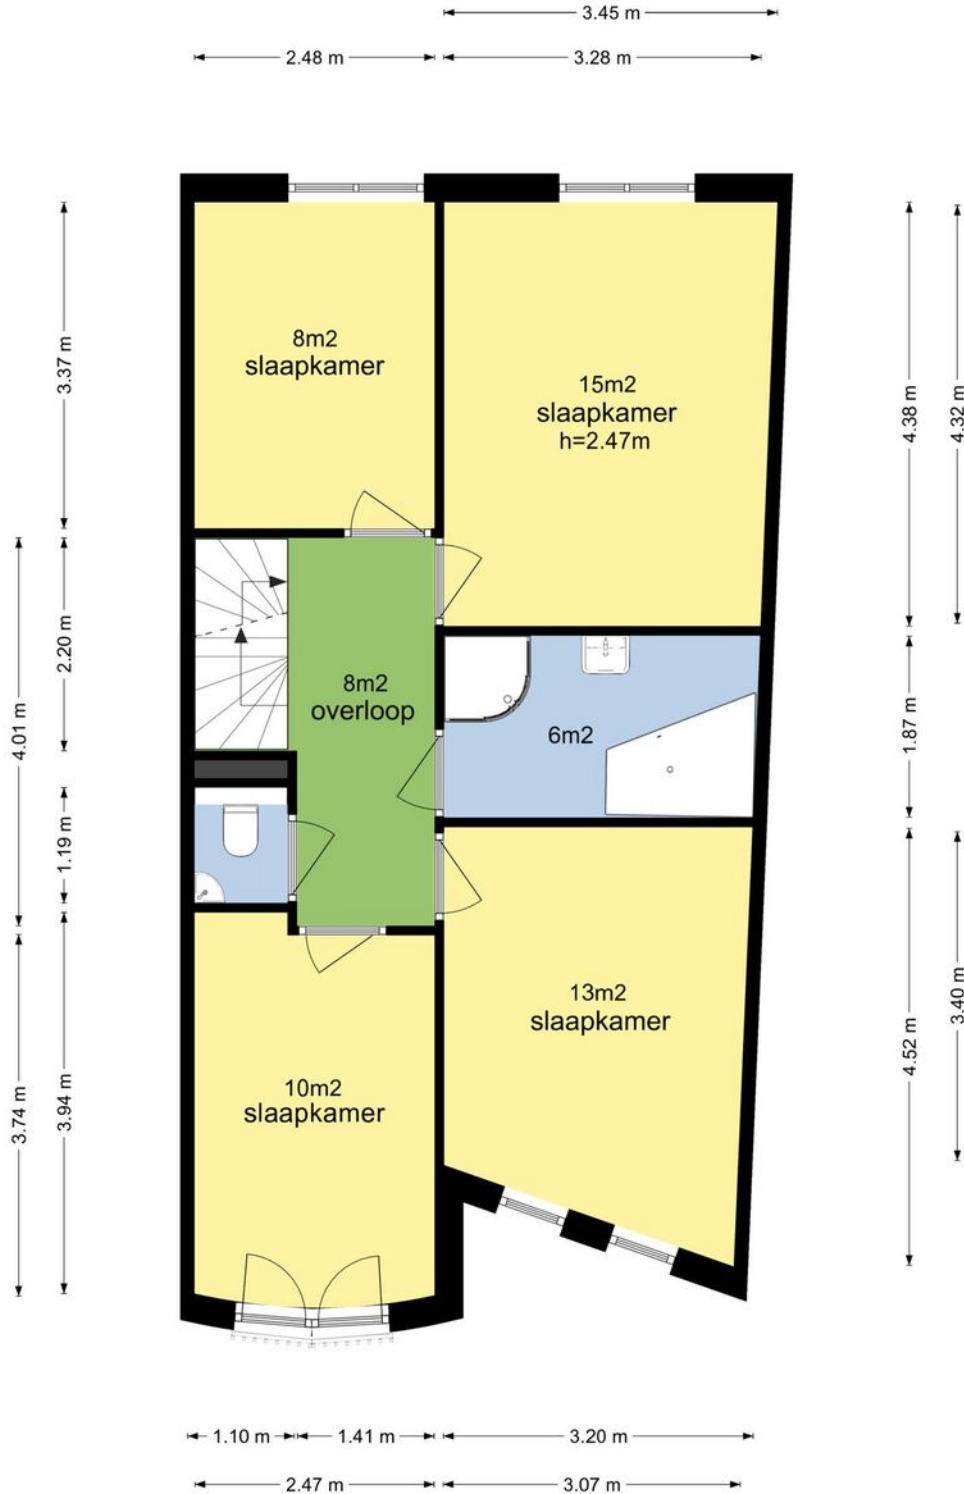 3.45 m
2.48 m
3.28 m
8m2
slaapkamer
15m2
slaapkamer
h=2.47m
3.37 m
4.38 m
4.32 m
4.01 m
2.20 m
8m2
overloop
6m2
1.87 m
1.19 m
13m2
slaapkamer
3.40 m
4.52 m
10m2
slaapkamer
3.74 m
3.94 m
1.10 m
1.41 m
3.20 m
2.47 m
3.07 m